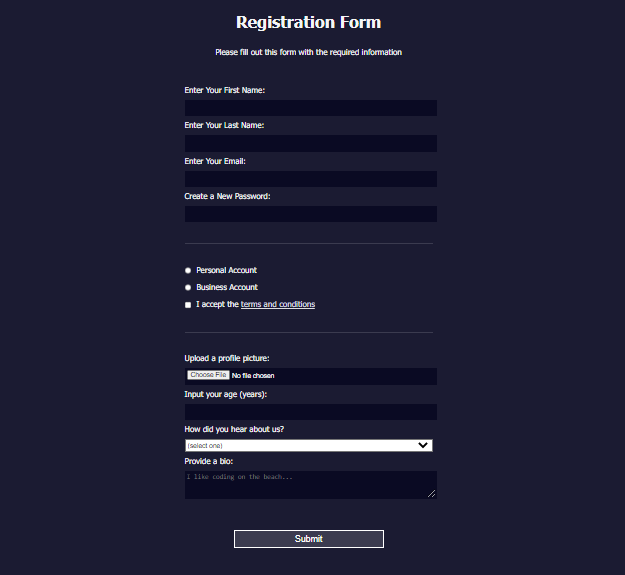 Registration Form
Please fill out this form with the required information
Enter Your First Name:
Enter Your Last Name:
Enter Your Email:
Create a New Password:
Personal Account
Business Account
I accept the terms and conditions
Upload a profile picture:
Choose File No file chosen
Input your age (years):
How did you hear about us?
(select one)
Provide a bio:
I like coding on the beach...
Submit